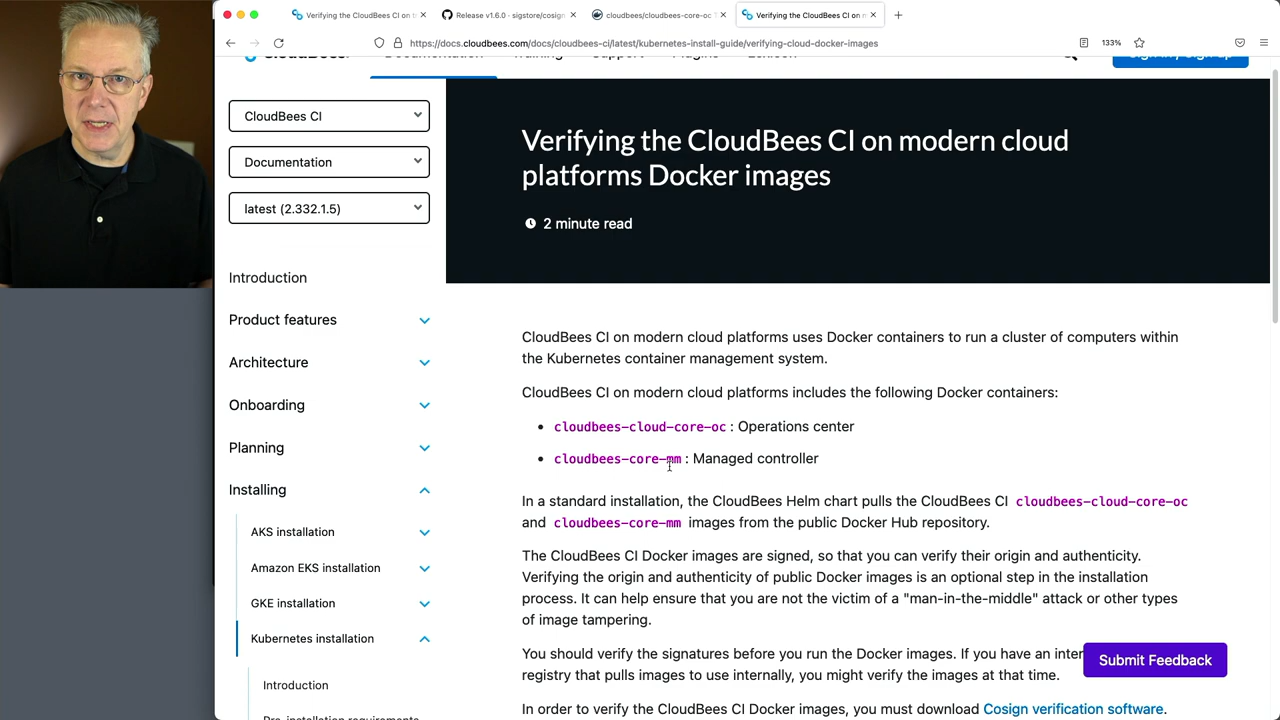 Verifying the CloudBees CI on
Release v1.6.0 · sigstore/cosign
cloudbees/cloudbees-core-oc
Verifying the CloudBees CI on
https://docs.cloudbees.com/docs/cloudbees-ci/latest/kubernetes-install-guide/verifying-cloud-docker-images
133%
CloudBees CI
Documentation
latest (2.332.1.5)
Introduction
Product features
Architecture
Onboarding
Planning
Installing
AKS installation
Amazon EKS installation
GKE installation
Kubernetes installation
Introduction
Verifying the CloudBees CI on modern cloud
platforms Docker images
2 minute read
CloudBees CI on modern cloud platforms uses Docker containers to run a cluster of computers within
the Kubernetes container management system.
CloudBees CI on modern cloud platforms includes the following Docker containers:
• cloudbees-cloud-core-oc : Operations center
• cloudbees-core-mm : Managed controller
In a standard installation, the CloudBees Helm chart pulls the CloudBees CI cloudbees-cloud-core-oc
and cloudbees-core-mm images from the public Docker Hub repository.
The CloudBees CI Docker images are signed, so that you can verify their origin and authenticity.
Verifying the origin and authenticity of public Docker images is an optional step in the installation
process. It can help ensure that you are not the victim of a "man-in-the-middle" attack or other types
of image tampering.
You should verify the signatures before you run the Docker images. If you have an inter
registry that pulls images to use internally, you might verify the images at that time.
In order to verify the CloudBees CI Docker images, you must download Cosign verification software.
Submit Feedback